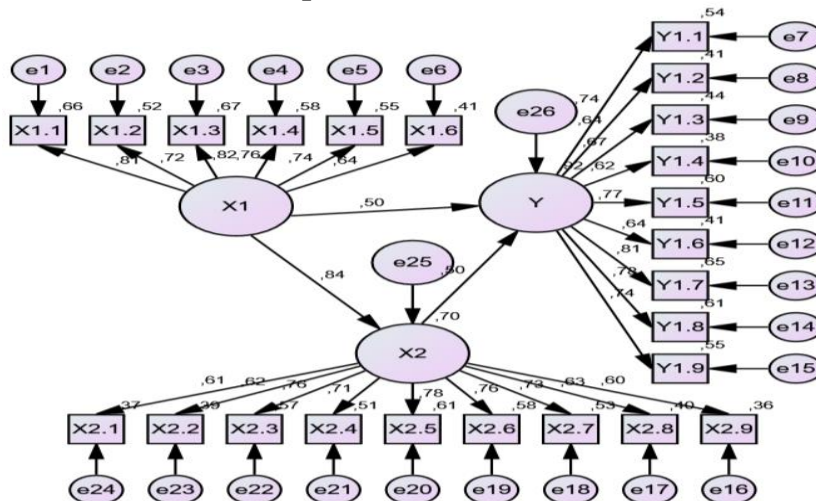 ,54
Y1.1 e7
,41
e1 e2 e3 e4 e5 e6
Y1.2 e8
,74
,44
,66 ,52 ,67 ,58 ,55 ,41
e26
,64
Y1.3 e9
X1.1 X1.2 X1.3 X1.4 X1.5 X1.6
,67
,38
,81 ,72 ,82 ,76 ,74 ,64
,92 ,62
Y1.4 e10
,60
X1
,50
Y
,77
Y1.5 e11
,64
,41
,81
Y1.6 e12
,65
e25
,50
,78
Y1.7 e13
,84
,74
,61
,70
Y1.8 e14
,55
X2
Y1.9 e15
,61 ,62 ,76 ,71 ,78 ,76 ,73 ,63 ,60
,37 ,39 ,57 ,51 ,61 ,58 ,53 ,40 ,36
X2.1 X2.2 X2.3 X2.4 X2.5 X2.6 X2.7 X2.8 X2.9
e24 e23 e22 e21 e20 e19 e18 e17 e16